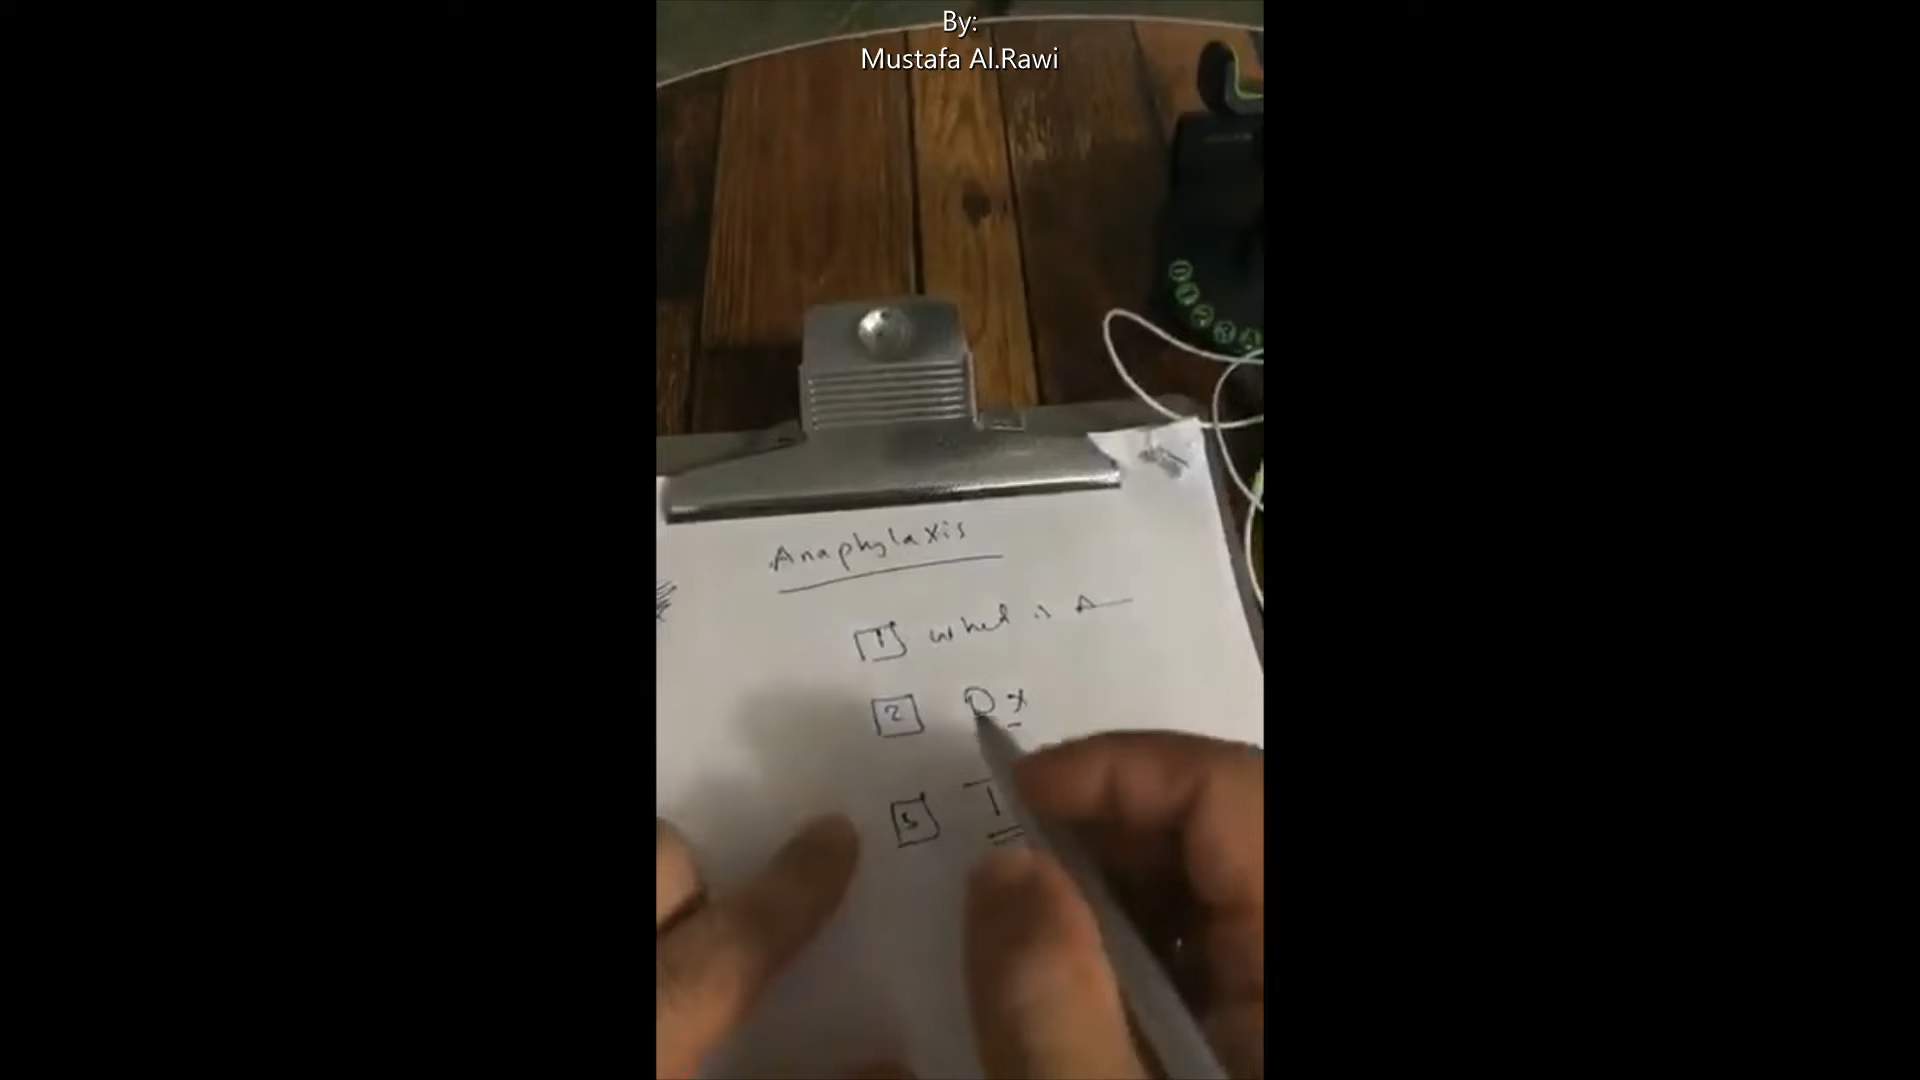 By:
Mustafa Al.Rawi
Anaphylaxis
1 what is A
2 Dx
3 T